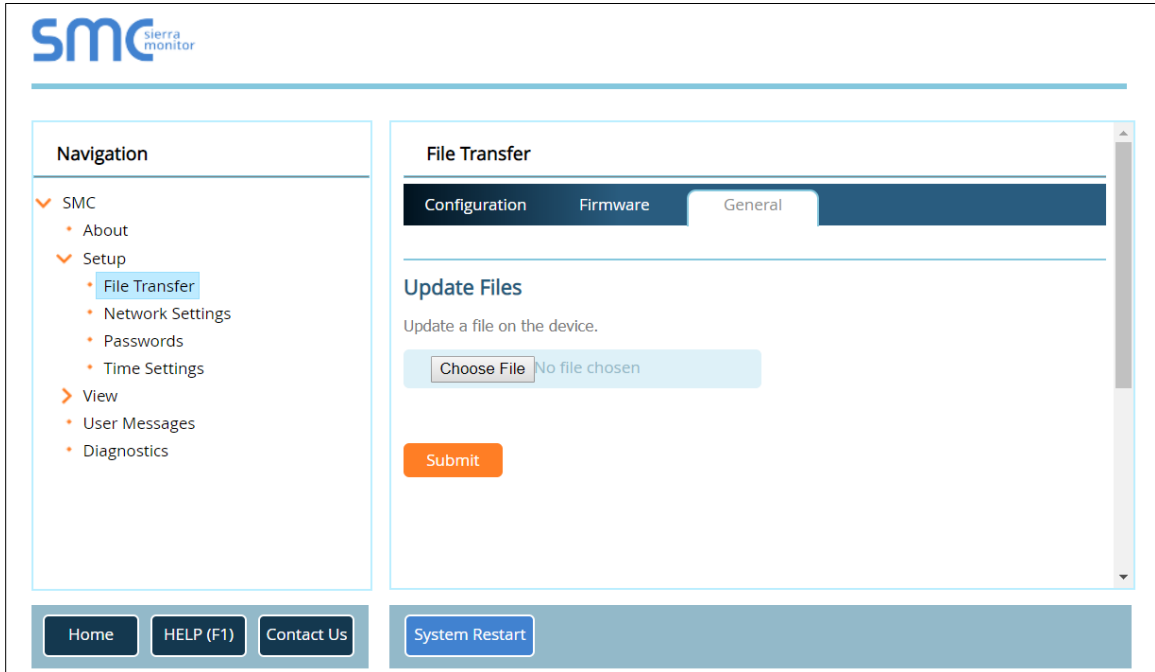 SMC sierra
monitor
Navigation
SMC
About
Setup
File Transfer
Network Settings
Passwords
Time Settings
View
User Messages
Diagnostics
File Transfer
Configuration Firmware General
Update Files
Update a file on the device.
Choose File No file chosen
Submit
Home HELP (F1) Contact Us System Restart